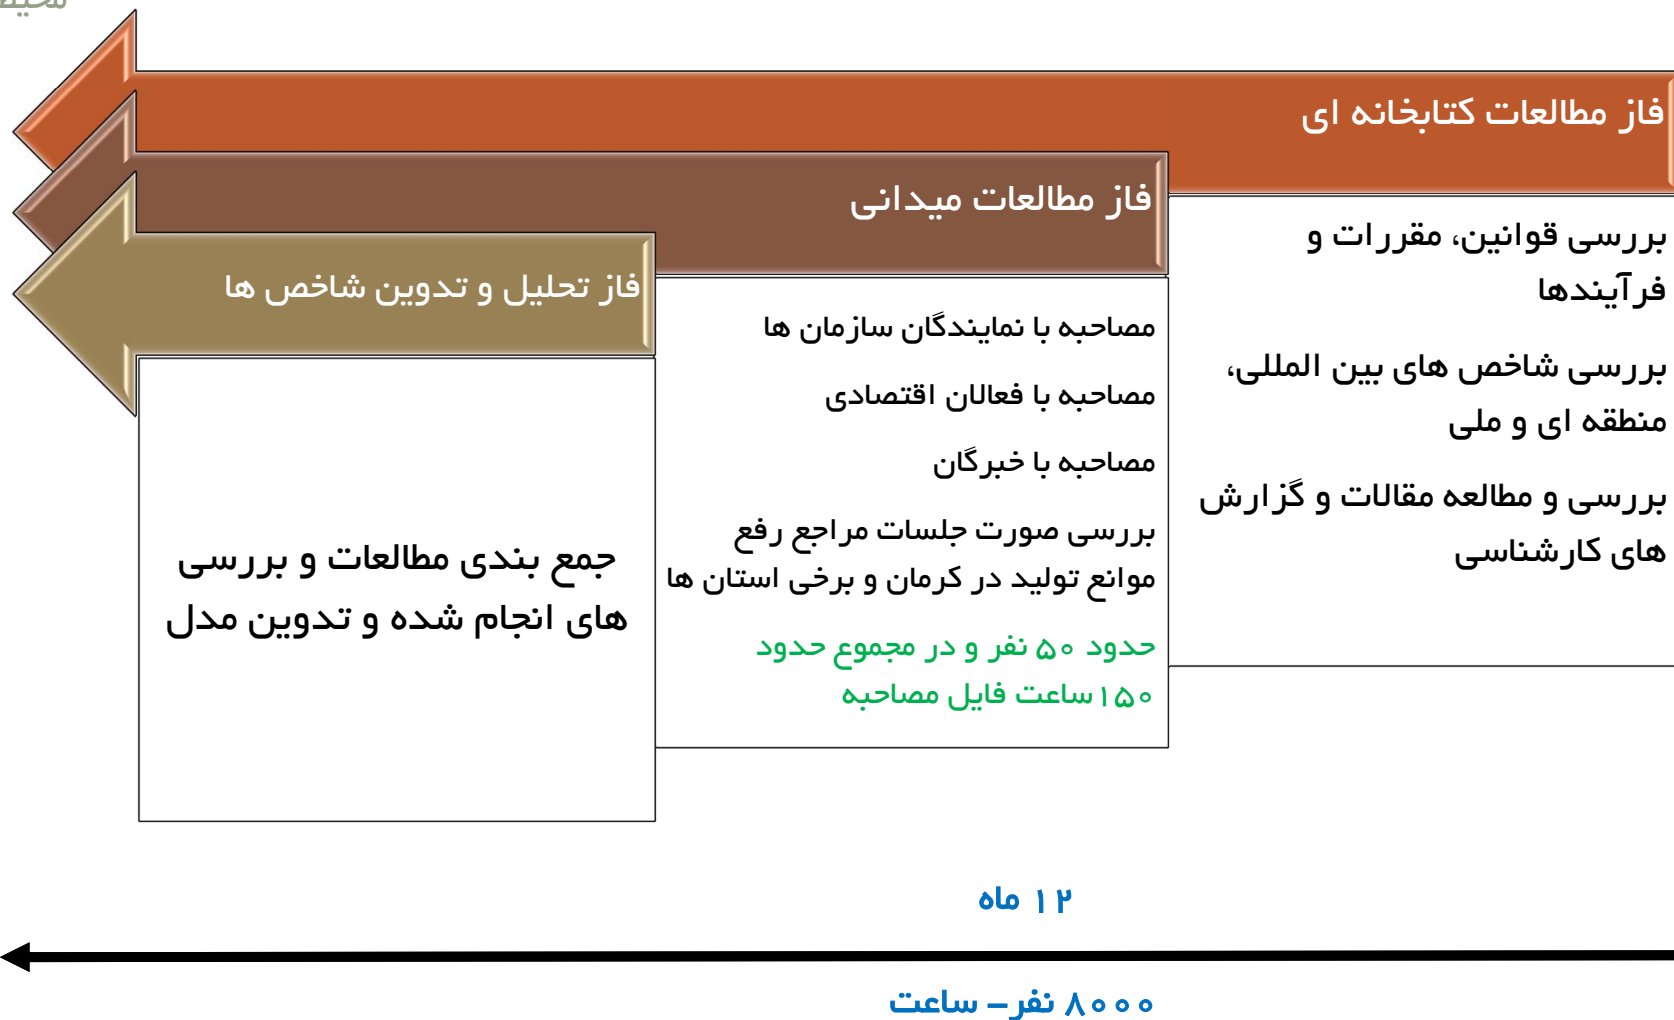 فاز مطالعات کتابخانه ای
بررسی قوانین، مقررات و
فرآیندها
بررسی شاخص های بین المللی،
منطقه ای و ملی
بررسی و مطالعه مقالات و گزارش
های کارشناسی
فاز مطالعات میدانی
مصاحبه با نمایندگان سازمان ها
مصاحبه با فعالان اقتصادی
مصاحبه با خبرگان
بررسی صورت جلسات مراجع رفع
موانع تولید در کرمان و برخی استان ها
حدود ۵۰ نفر و در مجموع حدود
۱۵۰ساعت فایل مصاحبه
فاز تحلیل و تدوین شاخص ها
جمع بندی مطالعات و بررسی
های انجام شده و تدوین مدل
۱۲ ماه
۸۰۰۰ نفر– ساعت